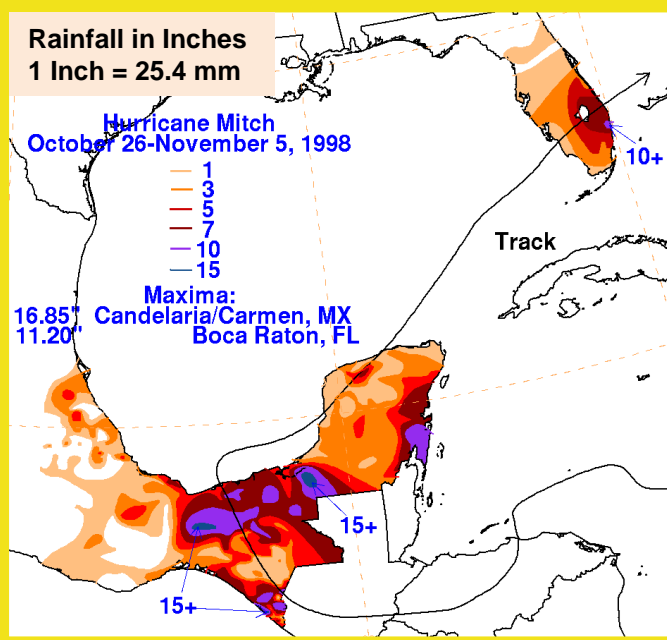 Rainfall in Inches
1 Inch = 25.4 mm
Hurricane Mitch
October 26-November 5, 1998
1
3
5
7
10
15
Maxima:
16.85" Candelaria/Carmen, MX
11.20" Boca Raton, FL
10+
Track
15+
15+